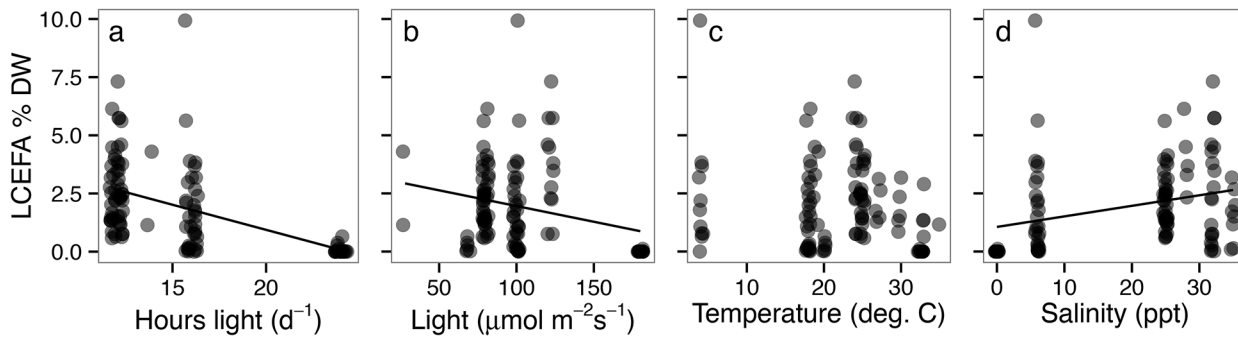 LCEFA % DW
10.0
7.5
5.0
2.5
0.0
a
15 20
Hours light (d⁻¹)
b
50 100 150
Light (μmol m⁻²s⁻¹)
c
10 20 30
Temperature (deg. C)
d
0 10 20 30
Salinity (ppt)